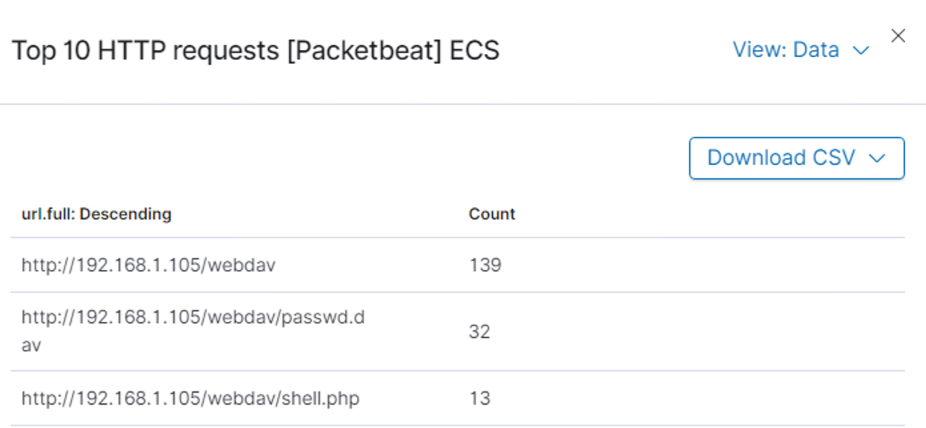 Top 10 HTTP requests [Packetbeat] ECS
View: Data
Download CSV
url.full: Descending Count
http://192.168.1.105/webdav 139
http://192.168.1.105/webdav/passwd.d
av
32
http://192.168.1.105/webdav/shell.php 13